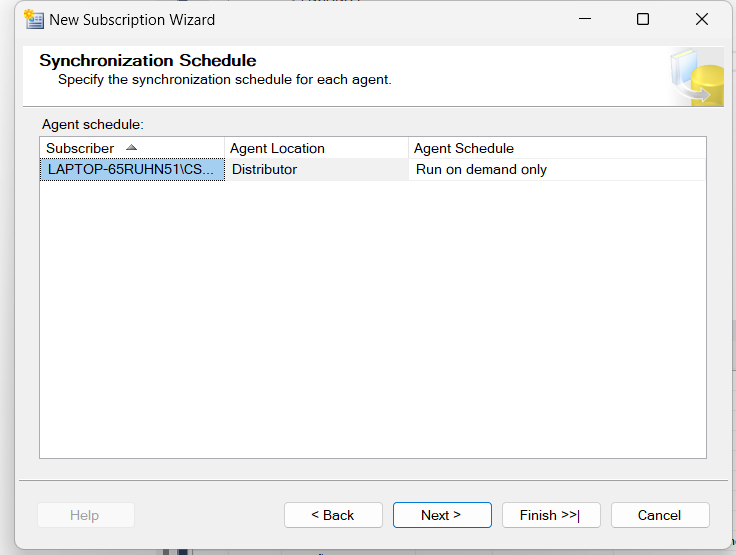 New Subscription Wizard
Synchronization Schedule
Specify the synchronization schedule for each agent.
Agent schedule:
Subscriber Agent Location Agent Schedule
LAPTOP-65RUHN51\CS... Distributor Run on demand only
Help < Back Next > Finish >>| Cancel